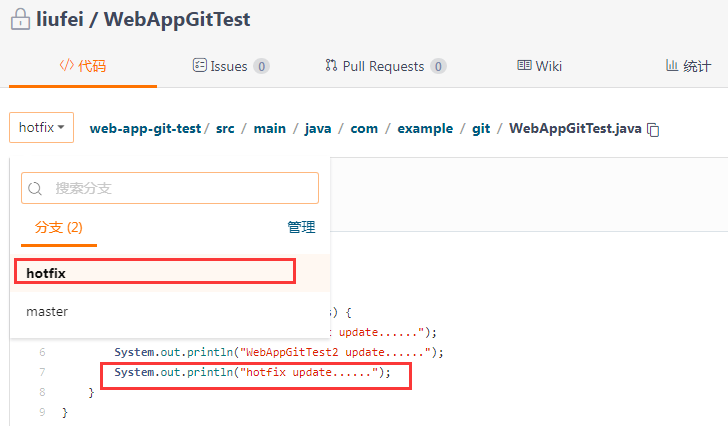 liufei / WebAppGitTest
代码 Issues 0 Pull Requests 0 Wiki 统计
hotfix web-app-git-test / src / main / java / com / example / git / WebAppGitTest.java
搜索分支
分支 (2) 管理
hotfix
master
) {
update......");
6 System.out.println("WebAppGitTest2 update......");
7 System.out.println("hotfix update......");
8 }
9 }